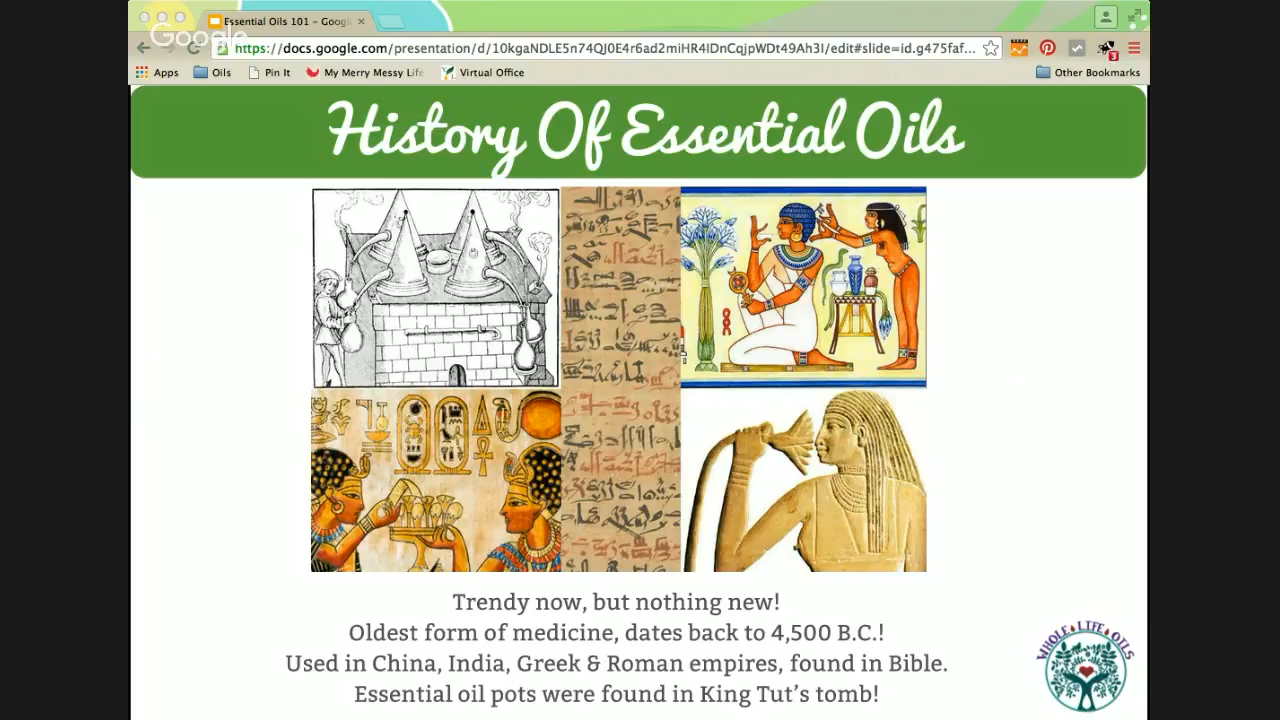 Essential Oils 101 – Googl
Google
https://docs.google.com/presentation/d/10kgaNDLE5n74QJ0E4r6ad2miHR4IDnCqjpWDt49Ah3I/edit#slide=id.g475faf...
3
Apps Oils Pin It My Merry Messy Life Virtual Office Other Bookmarks
History Of Essential Oils
Trendy now, but nothing new!
Oldest form of medicine, dates back to 4,500 B.C.!
Used in China, India, Greek & Roman empires, found in Bible.
Essential oil pots were found in King Tut's tomb!
WHOLE LIFE OILS